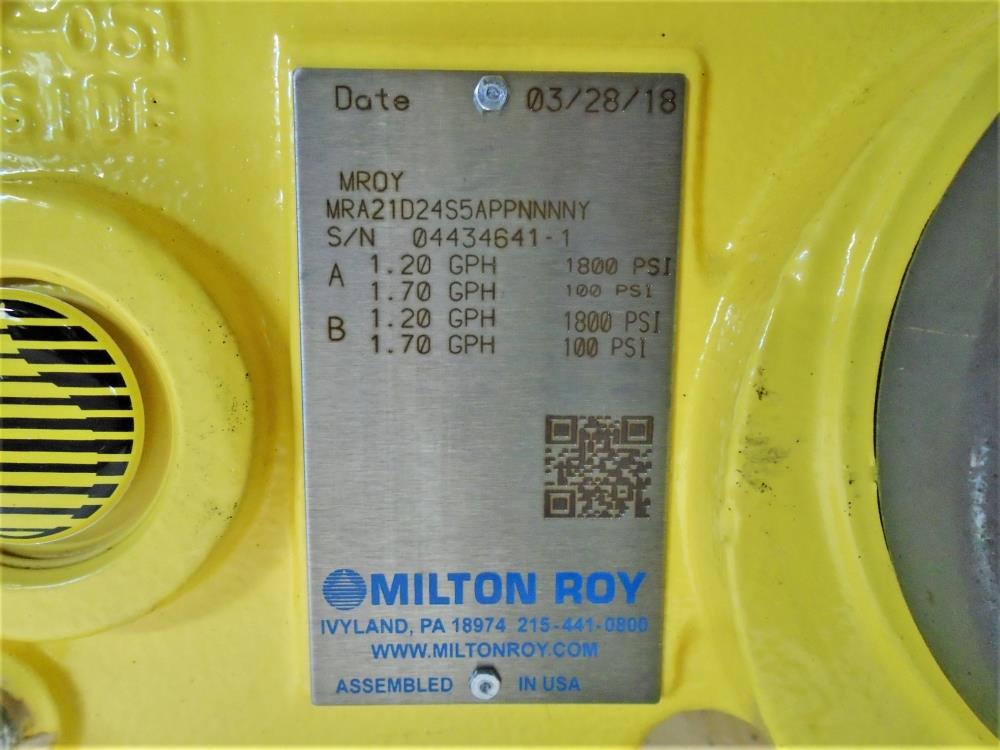 -051
SIDE
Date 03/28/18
MROY
MRA21D24S5APPNNNNY
S/N 04434641-1
A 1.20 GPH 1800 PSI
1.70 GPH 100 PSI
B 1.20 GPH 1800 PSI
1.70 GPH 100 PSI
MILTON ROY
IVYLAND, PA 18974 215-441-0800
WWW.MILTONROY.COM
ASSEMBLED IN USA